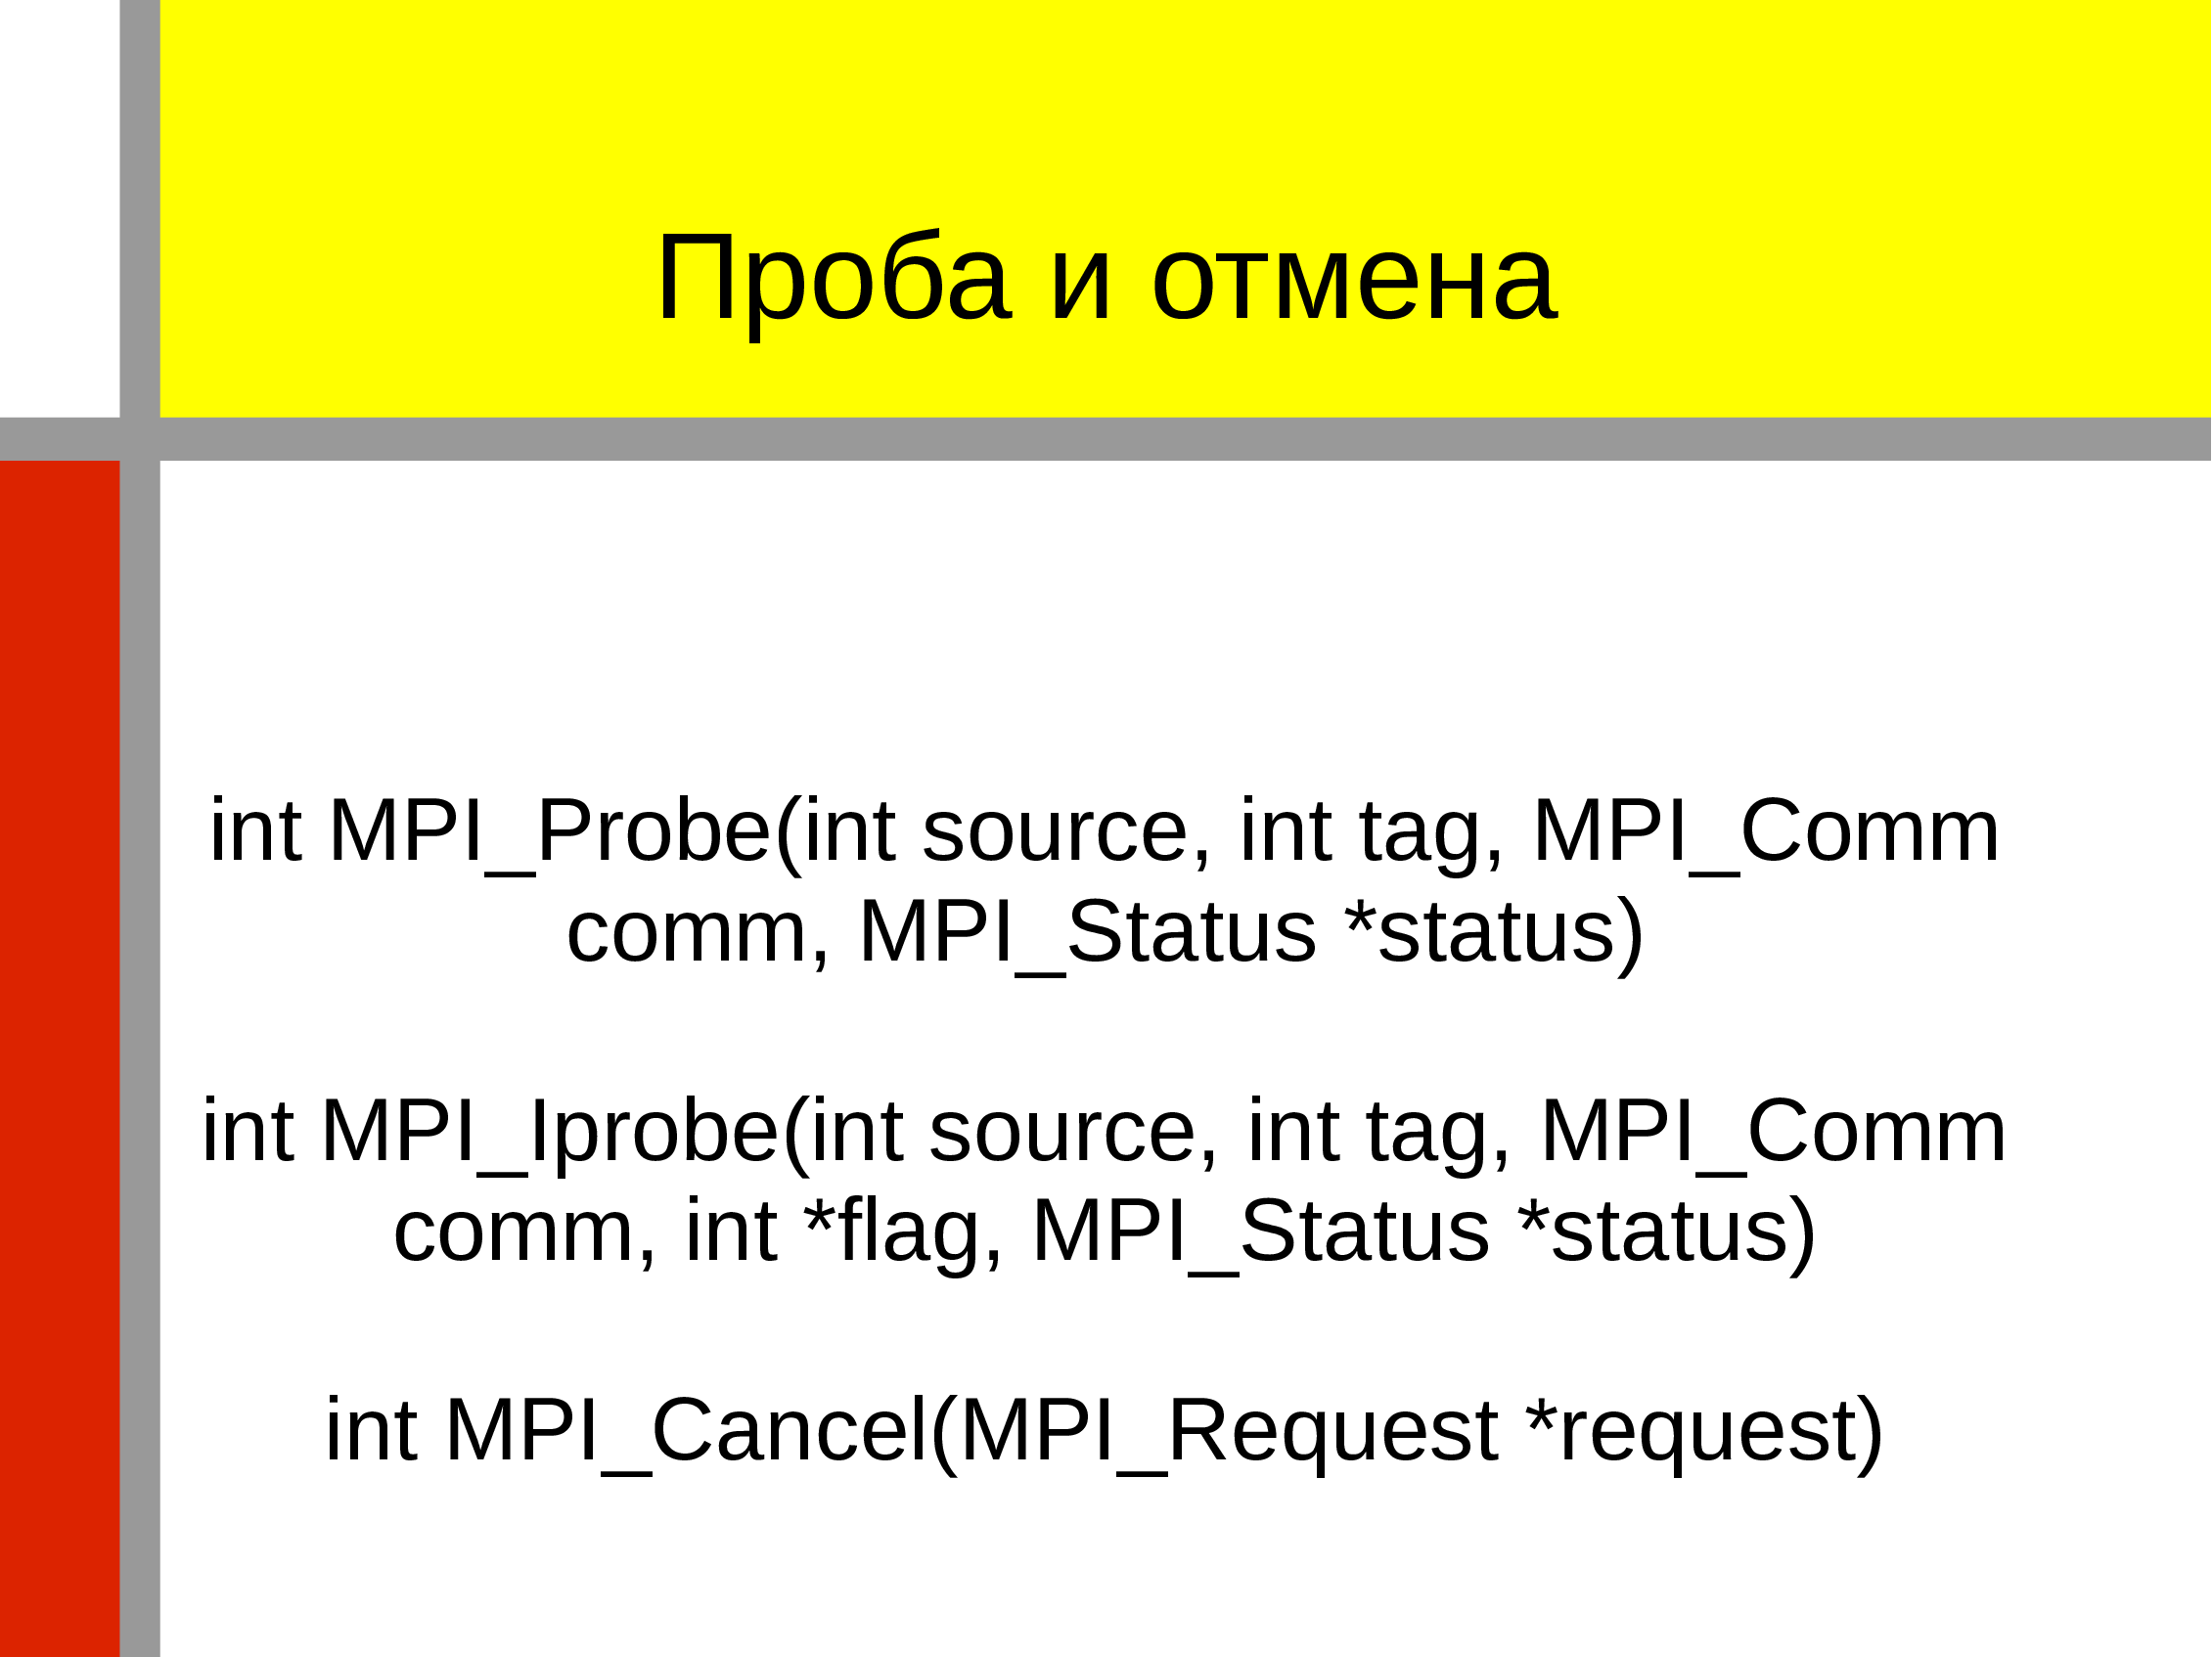 Проба и отмена
int MPI_Probe(int source, int tag, MPI_Comm
comm, MPI_Status *status)
int MPI_Iprobe(int source, int tag, MPI_Comm
comm, int *flag, MPI_Status *status)
int MPI_Cancel(MPI_Request *request)